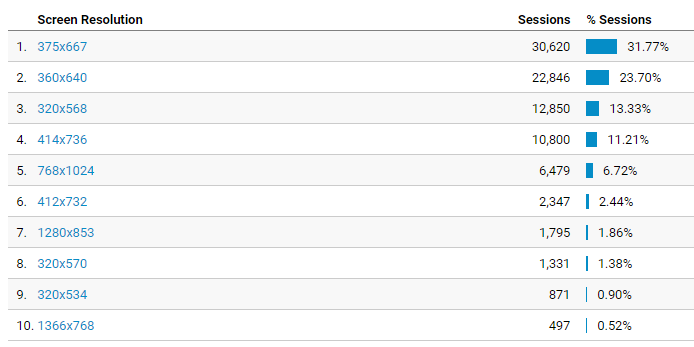 Screen Resolution Sessions % Sessions
1. 375x667 30,620 31.77%
2. 360x640 22,846 23.70%
3. 320x568 12,850 13.33%
4. 414x736 10,800 11.21%
5. 768x1024 6,479 6.72%
6. 412x732 2,347 2.44%
7. 1280x853 1,795 1.86%
8. 320x570 1,331 1.38%
9. 320x534 871 0.90%
10. 1366x768 497 0.52%